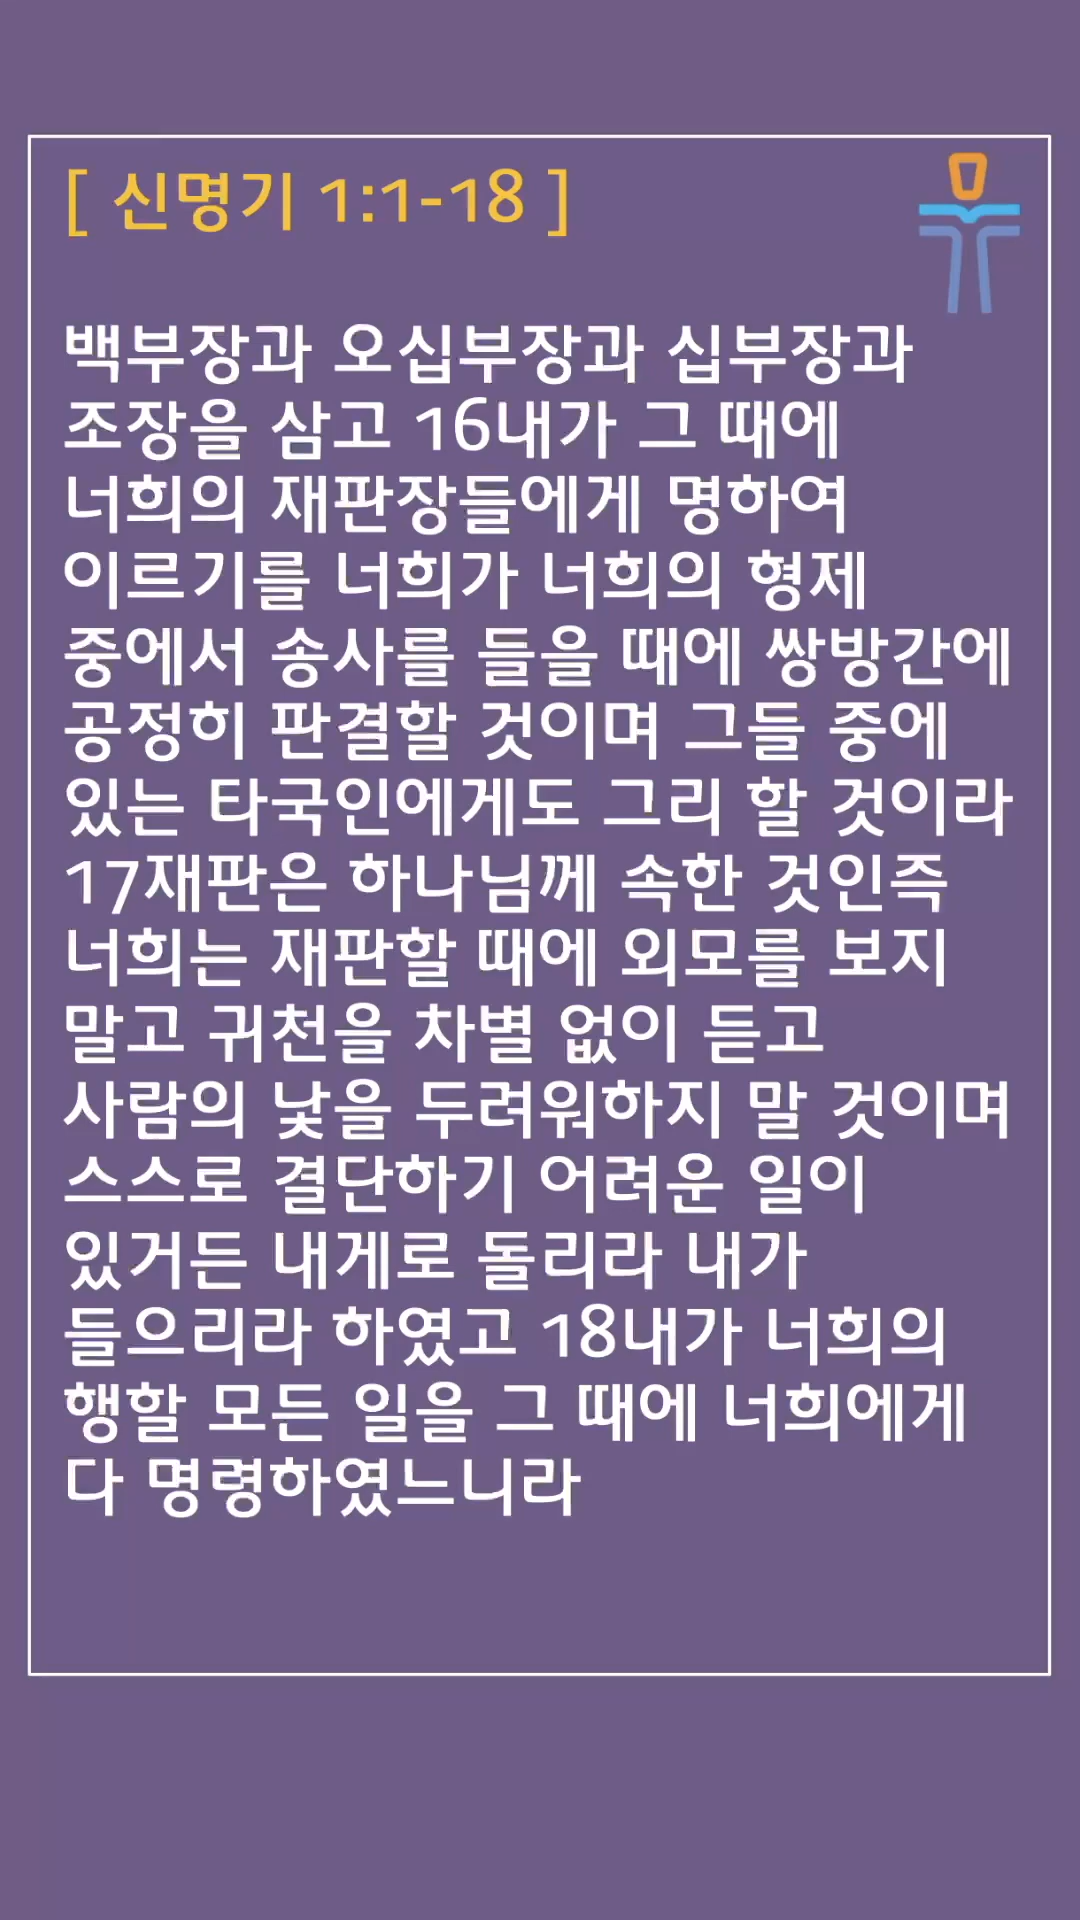 [ 신명기 1:1-18 ]
백부장과 오십부장과 십부장과
조장을 삼고 16내가 그 때에
너희의 재판장들에게 명하여
이르기를 너희가 너희의 형제
중에서 송사를 들을 때에 쌍방간에
공정히 판결할 것이며 그들 중에
있는 타국인에게도 그리 할 것이라
17재판은 하나님께 속한 것인즉
너희는 재판할 때에 외모를 보지
말고 귀천을 차별 없이 듣고
사람의 낯을 두려워하지 말 것이며
스스로 결단하기 어려운 일이
있거든 내게로 돌리라 내가
들으리라 하였고 18내가 너희의
행할 모든 일을 그 때에 너희에게
다 명령하였느니라